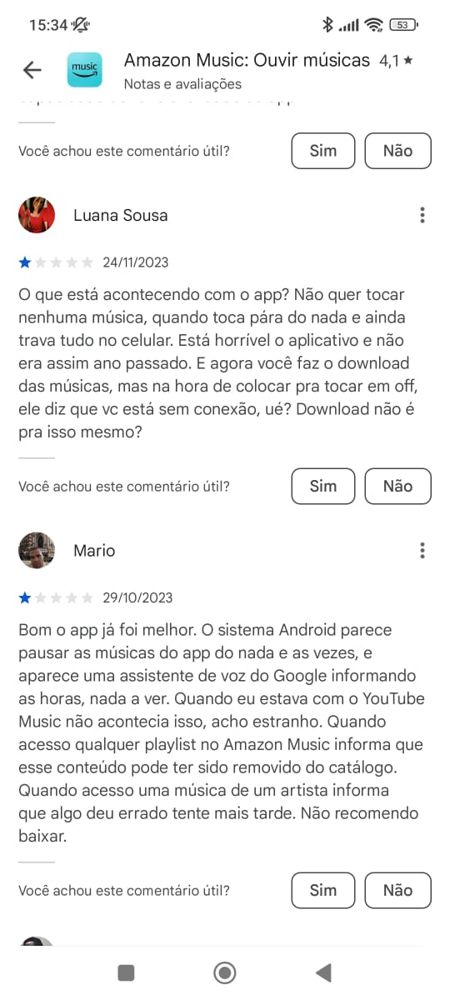 15:34
53
music
Amazon Music: Ouvir músicas 4,1
Notas e avaliações
Você achou este comentário útil?
Sim
Não
Luana Sousa
24/11/2023
O que está acontecendo com o app? Não quer tocar
nenhuma música, quando toca pára do nada e ainda
trava tudo no celular. Está horrível o aplicativo e não
era assim ano passado. E agora você faz o download
das músicas, mas na hora de colocar pra tocar em off,
ele diz que vc está sem conexão, ué? Download não é
pra isso mesmo?
Você achou este comentário útil?
Sim
Não
Mario
29/10/2023
Bom o app já foi melhor. O sistema Android parece
pausar as músicas do app do nada e as vezes, e
aparece uma assistente de voz do Google informando
as horas, nada a ver. Quando eu estava com o YouTube
Music não acontecia isso, acho estranho. Quando
acesso qualquer playlist no Amazon Music informa que
esse conteúdo pode ter sido removido do catálogo.
Quando acesso uma música de um artista informa
que algo deu errado tente mais tarde. Não recomendo
baixar.
Você achou este comentário útil?
Sim
Não